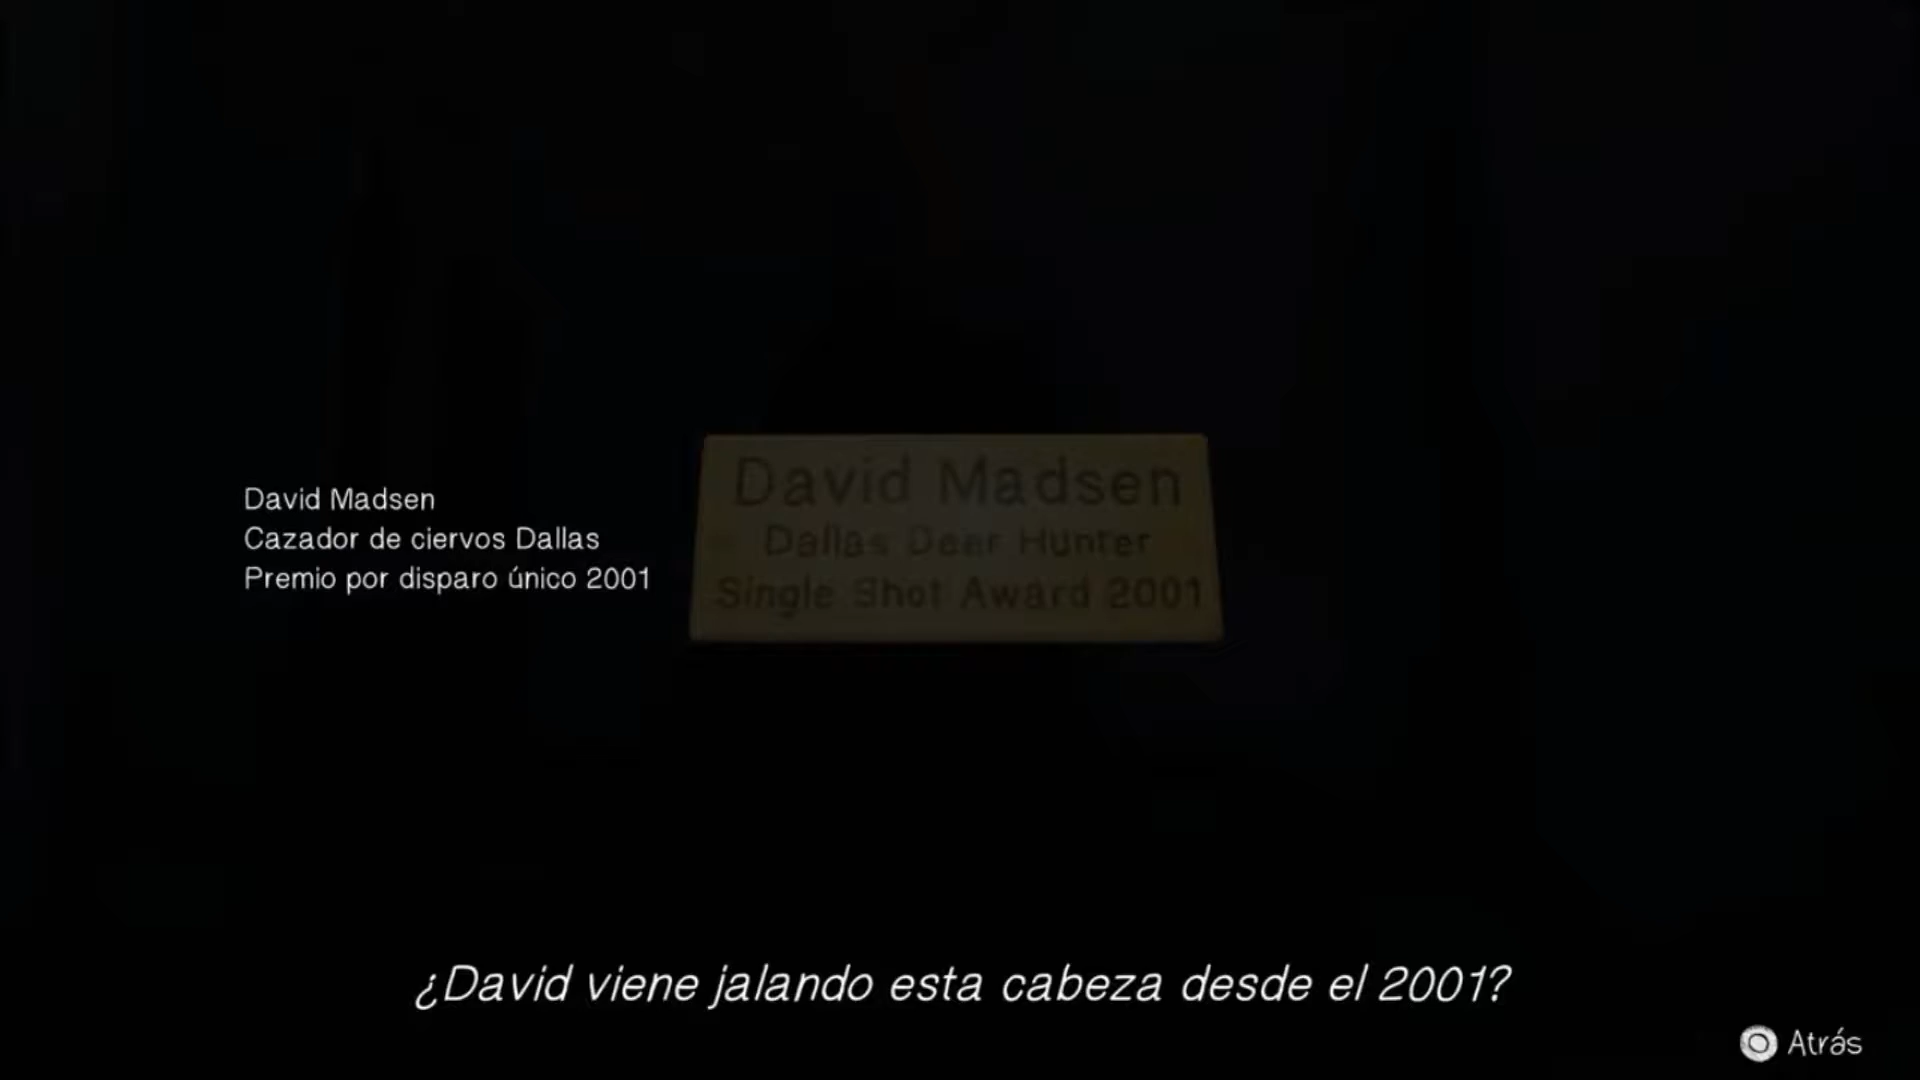 David Madsen
Cazador de ciervos Dallas
Premio por disparo único 2001
David Madsen
Dallas Deer Hunter
Single Shot Award 2001
¿David viene jalando esta cabeza desde el 2001?
Atrás